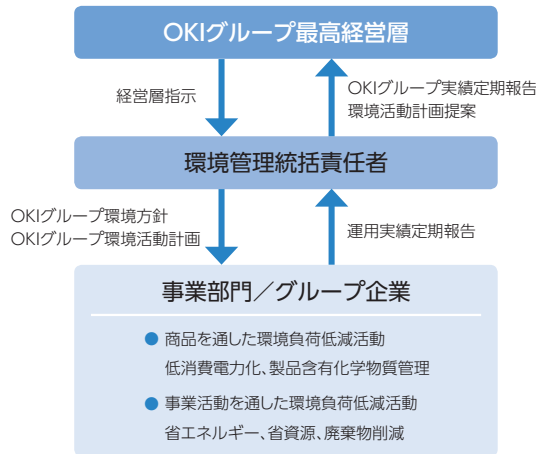 OKIグループ最高経営層
経営層指示
OKIグループ実績定期報告
環境活動計画提案
環境管理統括責任者
OKIグループ環境方針
OKIグループ環境活動計画
運用実績定期報告
事業部門／グループ企業
● 商品を通した環境負荷低減活動
低消費電力化、製品含有化学物質管理
● 事業活動を通した環境負荷低減活動
省エネルギー、省資源、廃棄物削減